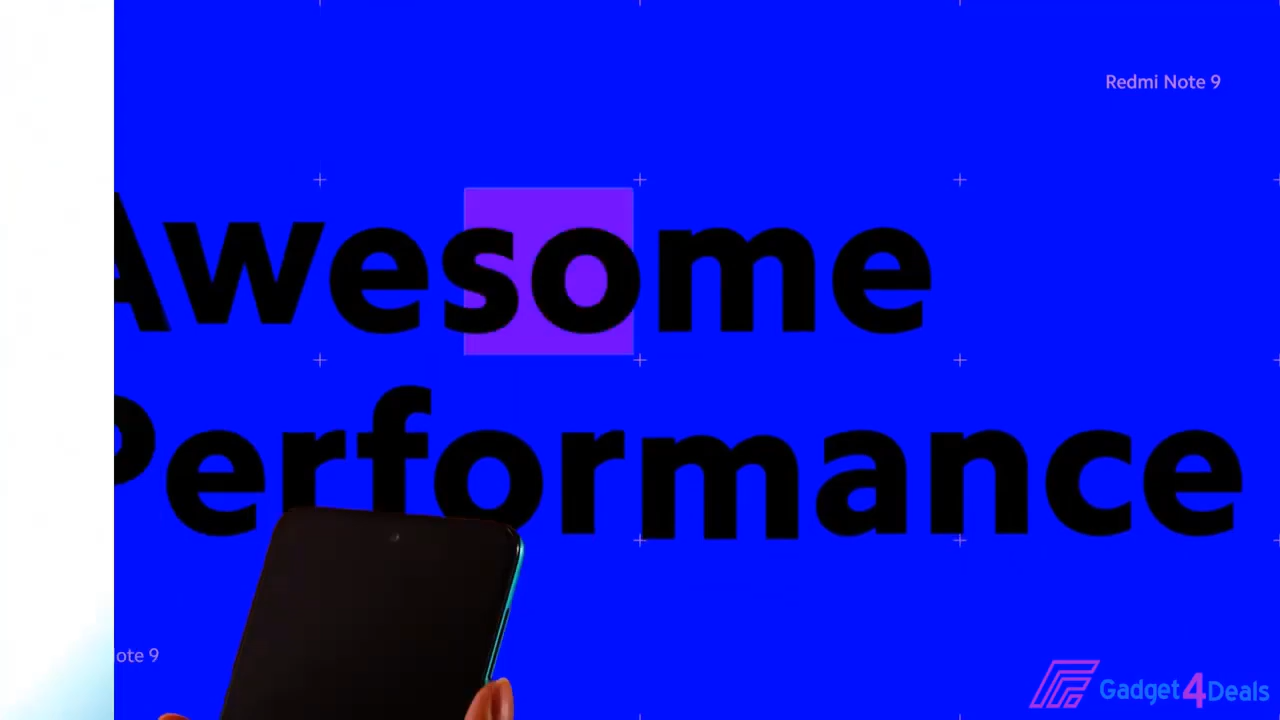 Redmi Note 9
Awesome
Performance
ote 9
Gadget4Deals